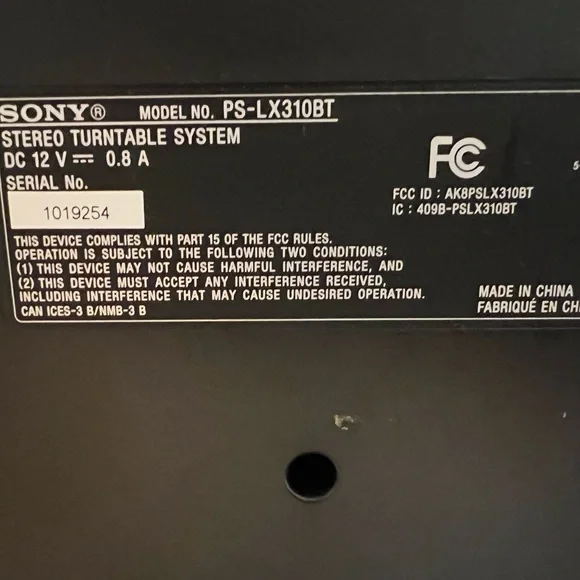 SONY® MODEL NO. PS-LX310BT
STEREO TURNTABLE SYSTEM
DC 12 V ⎓ 0.8 A
SERIAL No.
1019254
FC
FCC ID : AK8PSLX310BT
IC : 409B-PSLX310BT
THIS DEVICE COMPLIES WITH PART 15 OF THE FCC RULES.
OPERATION IS SUBJECT TO THE FOLLOWING TWO CONDITIONS:
(1) THIS DEVICE MAY NOT CAUSE HARMFUL INTERFERENCE, AND
(2) THIS DEVICE MUST ACCEPT ANY INTERFERENCE RECEIVED,
INCLUDING INTERFERENCE THAT MAY CAUSE UNDESIRED OPERATION.
CAN ICES-3 B/NMB-3 B
MADE IN CHINA
FABRIQUÉ EN